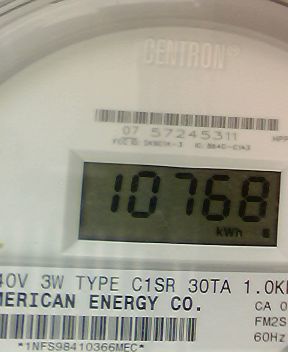 CENTRON®
07 57245311
10768
kWh
40V 3W TYPE C1SR 30TA 1.0K
MERICAN ENERGY CO.
CA 0
FM2S
60Hz
*1NFS98410366MEC*